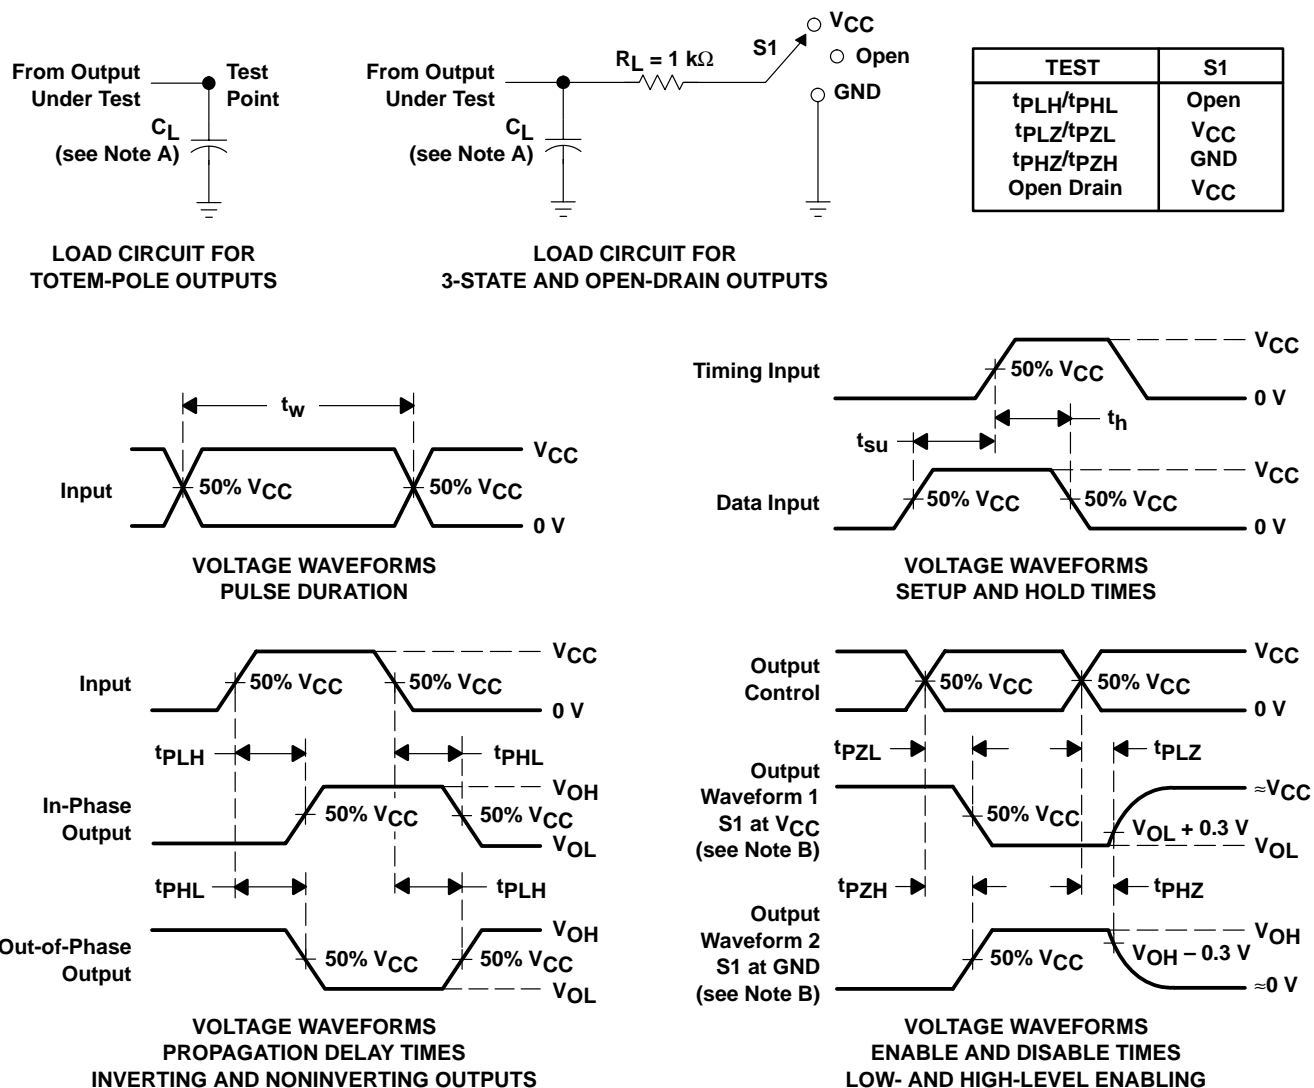 From Output
Under Test
Test
Point
CL
(see Note A)
LOAD CIRCUIT FOR
TOTEM-POLE OUTPUTS
From Output
Under Test
RL = 1 kΩ
S1
VCC
Open
GND
CL
(see Note A)
LOAD CIRCUIT FOR
3-STATE AND OPEN-DRAIN OUTPUTS
TEST S1
tPLH/tPHL Open
tPLZ/tPZL VCC
tPHZ/tPZH GND
Open Drain VCC
tw
Input
50% VCC
50% VCC
VCC
0 V
VOLTAGE WAVEFORMS
PULSE DURATION
Timing Input
50% VCC
VCC
0 V
tsu
th
Data Input
50% VCC
50% VCC
VCC
0 V
VOLTAGE WAVEFORMS
SETUP AND HOLD TIMES
Input
50% VCC
50% VCC
VCC
0 V
tPLH
tPHL
In-Phase
Output
50% VCC
50% VCC
VOH
VOL
tPHL
tPLH
Out-of-Phase
Output
50% VCC
50% VCC
VOH
VOL
VOLTAGE WAVEFORMS
PROPAGATION DELAY TIMES
INVERTING AND NONINVERTING OUTPUTS
Output
Control
50% VCC
50% VCC
VCC
0 V
tPZL
tPLZ
Output
Waveform 1
S1 at VCC
(see Note B)
50% VCC
VOL + 0.3 V
≈VCC
VOL
tPZH
tPHZ
Output
Waveform 2
S1 at GND
(see Note B)
50% VCC
VOH − 0.3 V
VOH
≈0 V
VOLTAGE WAVEFORMS
ENABLE AND DISABLE TIMES
LOW- AND HIGH-LEVEL ENABLING